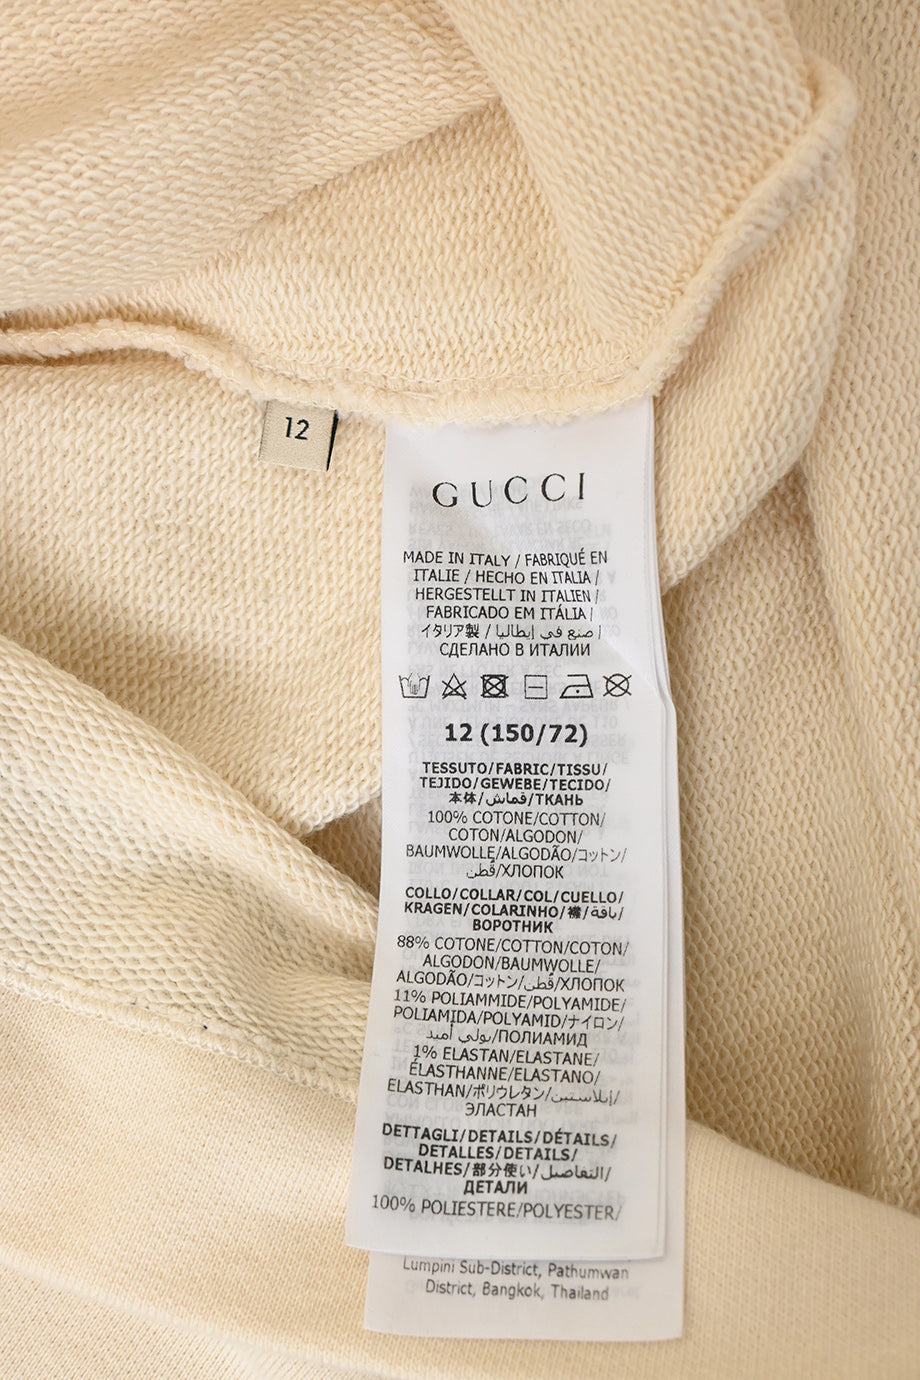 12
GUCCI
MADE IN ITALY / FABRIQUÉ EN
ITALIE / HECHO EN ITALIA /
HERGESTELLT IN ITALIEN /
FABRICADO EM ITÁLIA /
イタリア製 / صنع في إيطاليا /
СДЕЛАНО В ИТАЛИИ
12 (150/72)
TESSUTO/FABRIC/TISSU/
TEJIDO/GEWEBE/TECIDO/
本体/قماش/ТКАНЬ
100% COTONE/COTTON/
COTON/ALGODON/
BAUMWOLLE/ALGODÃO/コットン/
قُطن/ХЛОПОК
COLLO/COLLAR/COL/CUELLO/
KRAGEN/COLARINHO/襟/ياقة/
ВОРОТНИК
88% COTONE/COTTON/COTON/
ALGODON/BAUMWOLLE/
ALGODÃO/コットン/قُطن/ХЛОПОК
11% POLIAMMIDE/POLYAMIDE/
POLIAMIDA/POLYAMID/ナイロン/
بولي أميد/ПОЛИАМИД
1% ELASTAN/ELASTANE/
ÉLASTHANNE/ELASTANO/
ELASTHAN/ポリウレタン/إيلاستين/
ЭЛАСТАН
DETTAGLI/DETAILS/DÉTAILS/
DETALLES/DETAILS/
DETALHES/部分使い/التفاصيل/
ДЕТАЛИ
100% POLIESTERE/POLYESTER/
Lumpini Sub-District, Pathumwan
District, Bangkok, Thailand